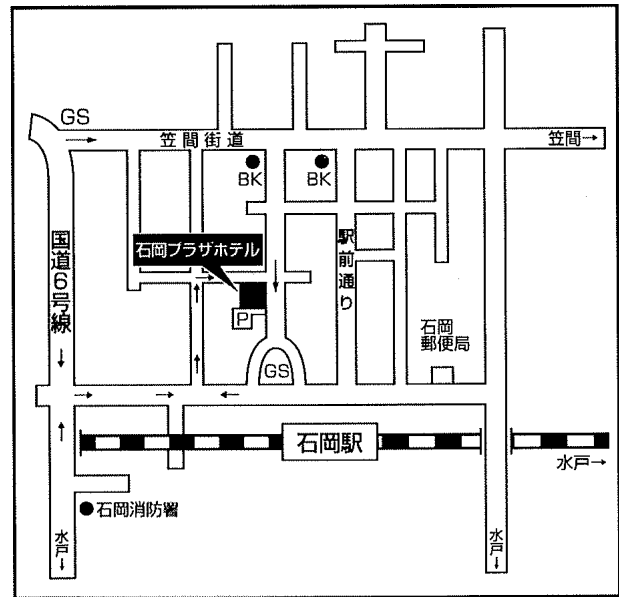 GS
笠間街道
笠間→
BK
BK
石岡プラザホテル
国道6号線
駅前通り
P
石岡
郵便局
GS
石岡駅
水戸→
石岡消防署
水戸→
水戸→